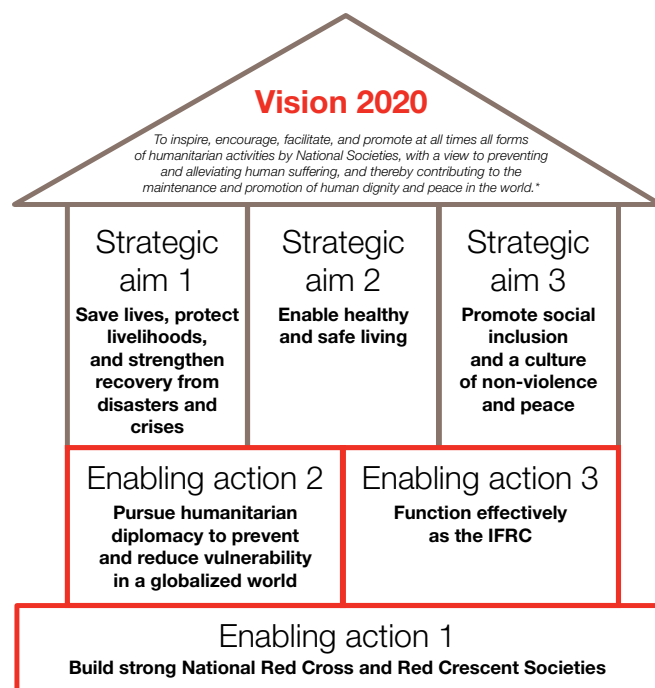 Vision 2020
To inspire, encourage, facilitate, and promote at all times all forms
of humanitarian activities by National Societies, with a view to preventing
and alleviating human suffering, and thereby contributing to the
maintenance and promotion of human dignity and peace in the world.*
Strategic
aim 1
Save lives, protect
livelihoods,
and strengthen
recovery from
disasters and
crises
Strategic
aim 2
Enable healthy
and safe living
Strategic
aim 3
Promote social
inclusion
and a culture
of non-violence
and peace
Enabling action 2
Pursue humanitarian
diplomacy to prevent
and reduce vulnerability
in a globalized world
Enabling action 3
Function effectively
as the IFRC
Enabling action 1
Build strong National Red Cross and Red Crescent Societies